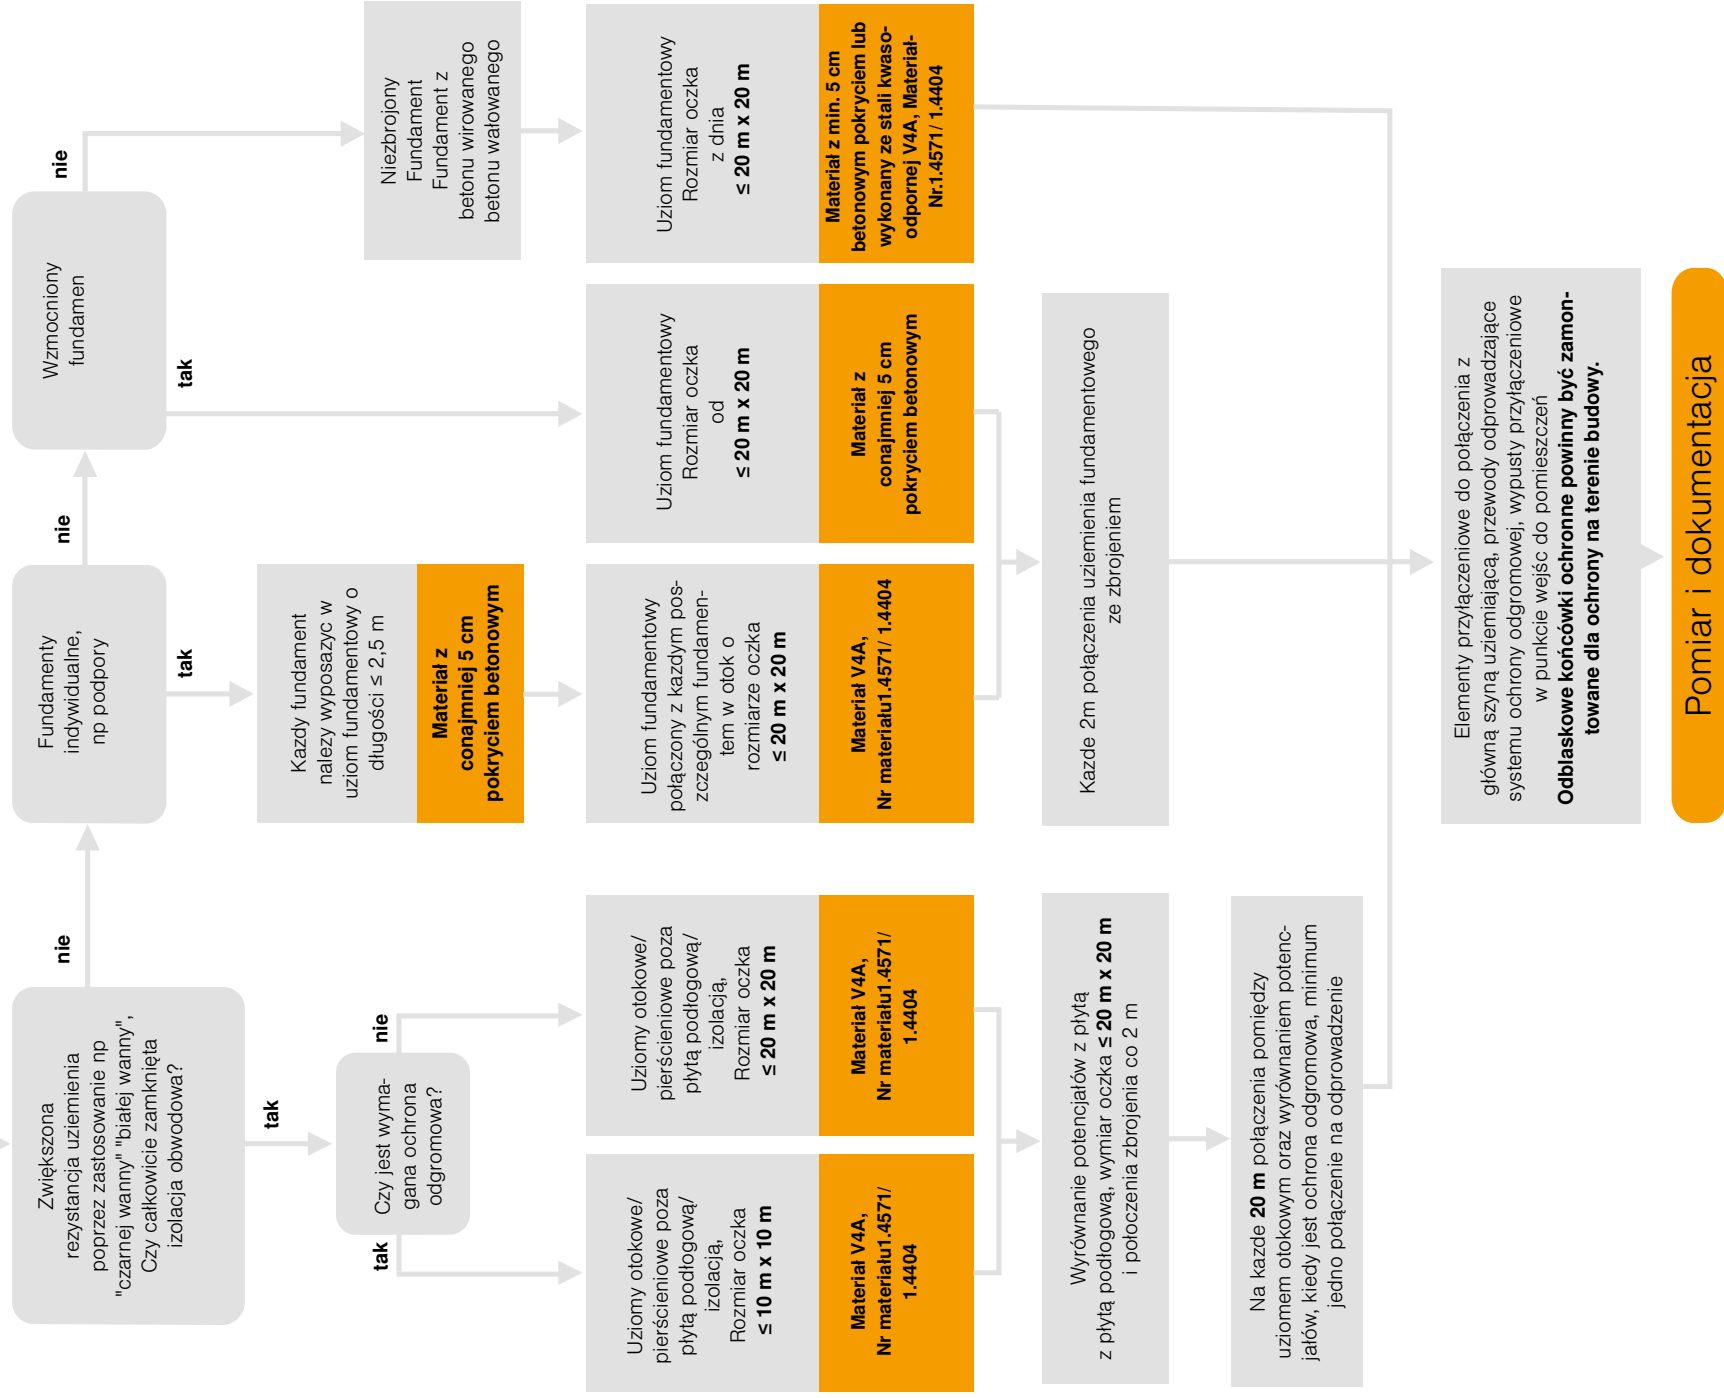 Zwiększona
rezystancja uziemienia
poprzez zastosowanie np
"czarnej wanny" "białej wanny",
Czy całkowicie zamknięta
izolacja obwodowa?
nie
tak
Czy jest wyma-
gana ochrona
odgromowa?
tak
nie
Uziomy otokowe/
pierścieniowe poza
płytą podłogową/
izolacją,
Rozmiar oczka
≤ 10 m x 10 m
Materiał V4A,
Nr materiału1.4571/
1.4404
Uziomy otokowe/
pierścieniowe poza
płytą podłogową/
izolacją,
Rozmiar oczka
≤ 20 m x 20 m
Materiał V4A,
Nr materiału1.4571/
1.4404
Wyrównanie potencjałów z płytą
z płytą podłogową, wymiar oczka ≤ 20 m x 20 m
i połoczenia zbrojenia co 2 m
Na kazde 20 m połączenia pomiędzy
uziomem otokowym oraz wyrównaniem potenc-
jałów, kiedy jest ochrona odgromowa, minimum
jedno połączenie na odprowadzenie
Fundamenty
indywidualne,
np podpory
nie
tak
Kazdy fundament
nalezy wyposazyc w
uziom fundamentowy o
długości ≤ 2,5 m
Materiał z
conajmniej 5 cm
pokryciem betonowym
Uziom fundamentowy
połączony z kazdym pos-
zczególnym fundamen-
tem w otok o
rozmiarze oczka
≤ 20 m x 20 m
Materiał V4A,
Nr materiału1.4571/ 1.4404
Wzmocniony
fundamen
nie
tak
Uziom fundamentowy
Rozmiar oczka
od
≤ 20 m x 20 m
Materiał z
conajmniej 5 cm
pokryciem betonowym
Kazde 2m połączenia uziemienia fundamentowego
ze zbrojeniem
Niezbrojony
Fundament
Fundament z
betonu wirowanego
betonu wałowanego
Uziom fundamentowy
Rozmiar oczka
z dnia
≤ 20 m x 20 m
Materiał z min. 5 cm
betonowym pokryciem lub
wykonany ze stali kwaso-
odpornej V4A, Materiał-
Nr.1.4571/ 1.4404
Elementy przyłączeniowe do połączenia z
główną szyną uziemiającą, przewody odprowadzające
systemu ochrony odgromowej, wypusty przyłączeniowe
w punkcie wejść do pomieszczeń
Odblaskowe końcówki ochronne powinny być zamon-
towane dla ochrony na terenie budowy.
Pomiar i dokumentacja